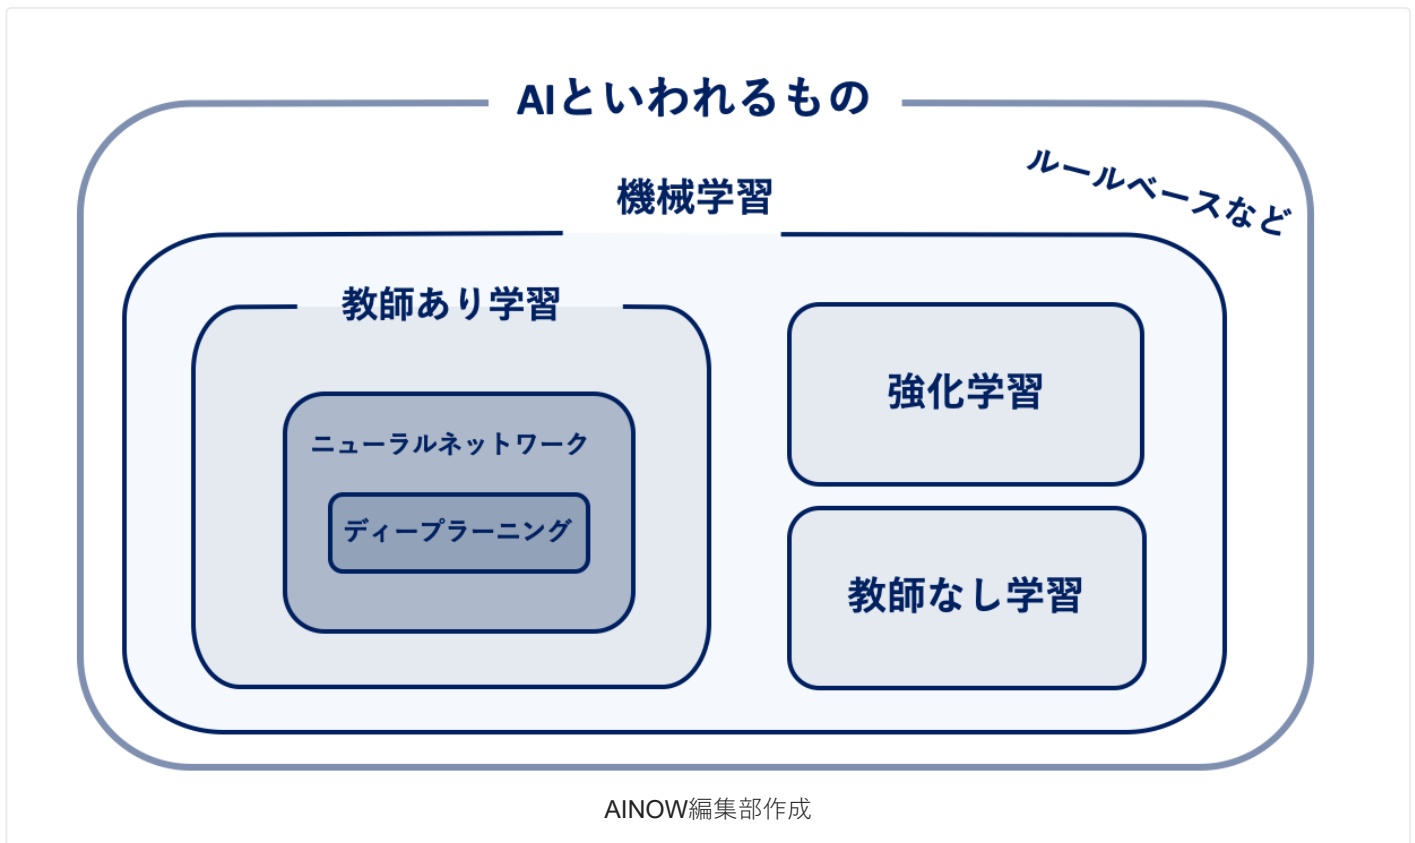 AIといわれるもの
ルールベースなど
機械学習
教師あり学習
ニューラルネットワーク
ディープラーニング
強化学習
教師なし学習
AINOW編集部作成